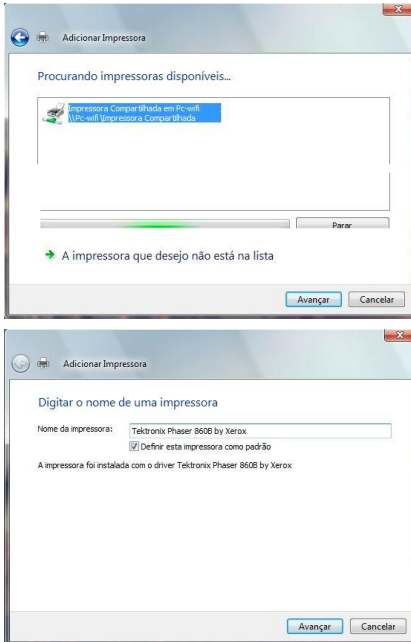 Adicionar Impressora
Procurando impressoras disponíveis...
Impressora Compartilhada em Pc-wifi
\\Pc-wifi\Impressora Compartilhada
Parar
A impressora que desejo não está na lista
Avançar
Cancelar
Adicionar Impressora
Digitar o nome de uma impressora
Nome da impressora:
Tektronix Phaser 860B by Xerox
Definir esta impressora como padrão
A impressora foi instalada com o driver Tektronix Phaser 860B by Xerox
Avançar
Cancelar